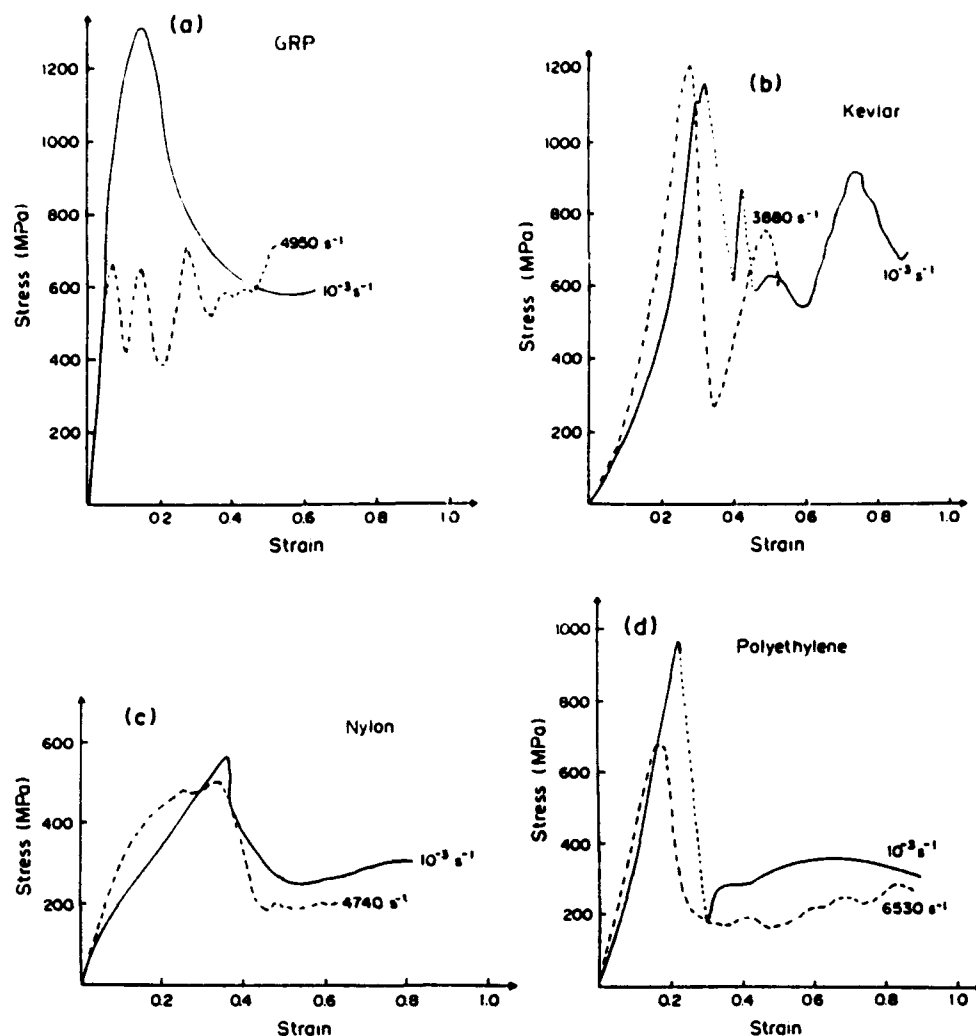 (a)
GRP
1200
1000
800
600
400
200
Stress (MPa)
4950 s⁻¹
10⁻³ s⁻¹
0.2 0.4 0.6 0.8 1.0
Strain
(b)
Kevlar
1200
1000
800
600
400
200
Stress (MPa)
3880 s⁻¹
10⁻³ s⁻¹
0.2 0.4 0.6 0.8 1.0
Strain
(c)
Nylon
600
400
200
Stress (MPa)
10⁻³ s⁻¹
4740 s⁻¹
0 0.2 0.4 0.6 0.8 1.0
Strain
(d)
Polyethylene
1000
800
600
400
200
Stress (MPa)
10⁻³ s⁻¹
6530 s⁻¹
0 0.2 0.4 0.6 0.8 1.0
Strain